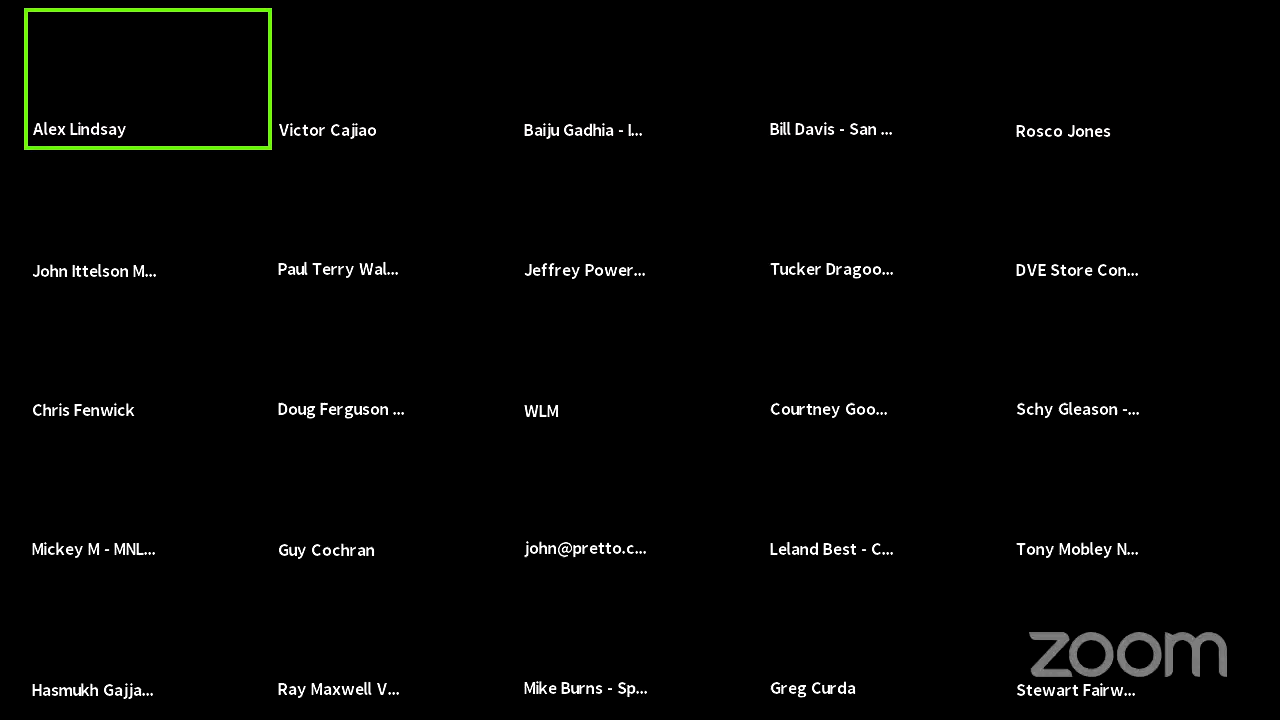 Alex Lindsay
Victor Cajiao
Baiju Gadhia - I...
Bill Davis - San ...
Rosco Jones
John Ittelson M...
Paul Terry Wal...
Jeffrey Power...
Tucker Dragoo...
DVE Store Con...
Chris Fenwick
Doug Ferguson ...
WLM
Courtney Goo...
Schy Gleason -...
Mickey M - MNL...
Guy Cochran
john@pretto.c...
Leland Best - C...
Tony Mobley N...
zoom
Hasmukh Gajja...
Ray Maxwell V...
Mike Burns - Sp...
Greg Curda
Stewart Fairw...